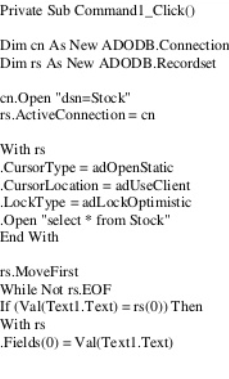 Private Sub Command1_Click()
Dim cn As New ADODB.Connection
Dim rs As New ADODB.Recordset
cn.Open "dsn=Stock"
rs.ActiveConnection = cn
With rs
.CursorType = adOpenStatic
.CursorLocation = adUseClient
.LockType = adLockOptimistic
.Open "select * from Stock"
End With
rs.MoveFirst
While Not rs.EOF
If (Val(Text1.Text) = rs(0)) Then
With rs
.Fields(0) = Val(Text1.Text)